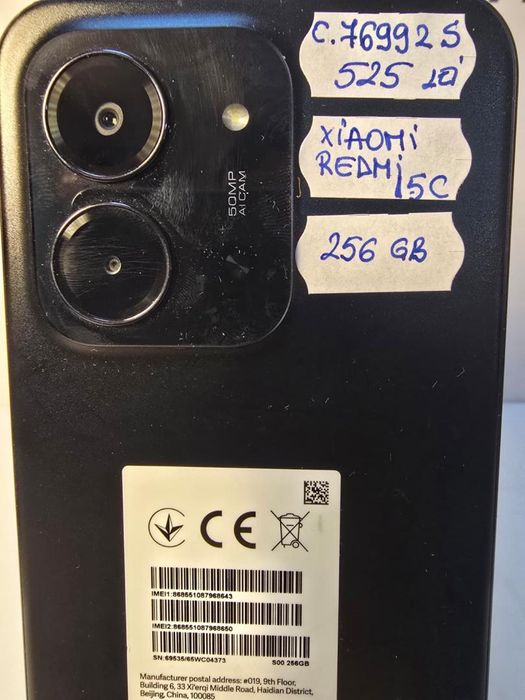 C.76992 S
525 lei
XIAOMI
REDMI
15C
256 GB
50MP
AI CAM
CE
IMEI1:868551087968643
IMEI2:868551087968650
SN:69535/65WC04373 S00 256GB
Manufacturer postal address: #019, 9th Floor,
Building 6, 33 Xi'erqi Middle Road, Haidian District,
Beijing, China, 100085